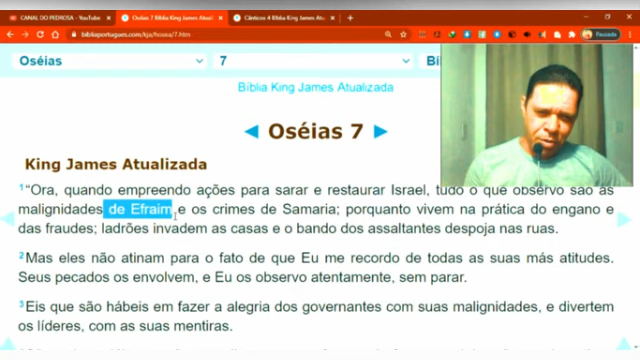 CANAL DO PEDROSA - YouTube
Oséias 7 Bíblia King James Atuali
Cânticos 4 Bíblia King James Atu
bibliaportugues.com/kja/hosea/7.htm
Pausada
Oséias
7
Bí
Bíblia King James Atualizada
Oséias 7
King James Atualizada
1“Ora, quando empreendo ações para sarar e restaurar Israel, tudo o que observo são as
malignidades de Efraim e os crimes de Samaria; porquanto vivem na prática do engano e
das fraudes; ladrões invadem as casas e o bando dos assaltantes despoja nas ruas.
2Mas eles não atinam para o fato de que Eu me recordo de todas as suas más atitudes.
Seus pecados os envolvem, e Eu os observo atentamente, sem parar.
3Eis que são hábeis em fazer a alegria dos governantes com suas malignidades, e divertem
os líderes, com as suas mentiras.